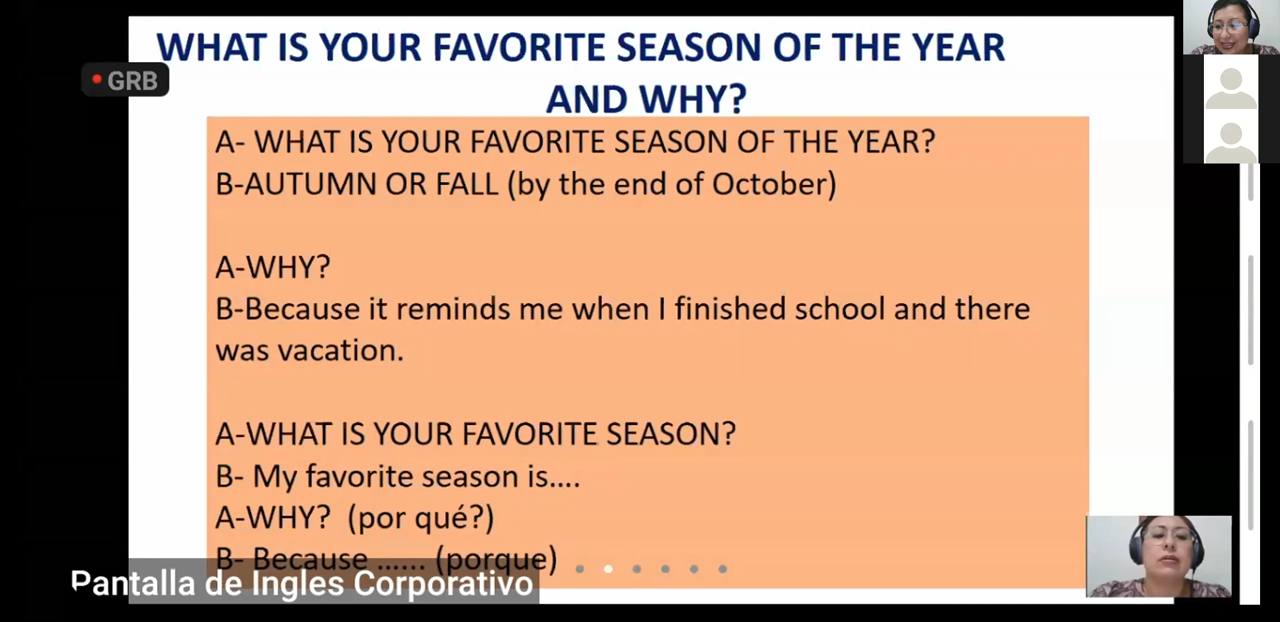 WHAT IS YOUR FAVORITE SEASON OF THE YEAR
AND WHY?
GRB
A- WHAT IS YOUR FAVORITE SEASON OF THE YEAR?
B-AUTUMN OR FALL (by the end of October)
A-WHY?
B-Because it reminds me when I finished school and there
was vacation.
A-WHAT IS YOUR FAVORITE SEASON?
B- My favorite season is....
A-WHY? (por qué?)
B- Because ...... (porque)
Pantalla de Ingles Corporativo